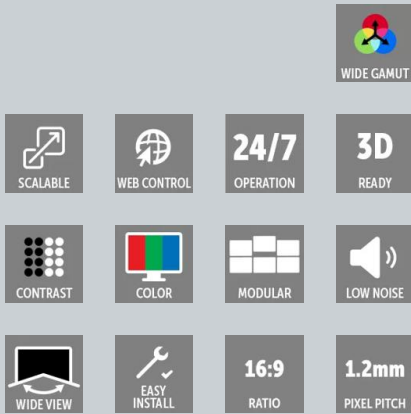 WIDE GAMUT
SCALABLE
WEB CONTROL
24/7
OPERATION
3D
READY
CONTRAST
COLOR
MODULAR
LOW NOISE
WIDE VIEW
EASY
INSTALL
16:9
RATIO
1.2mm
PIXEL PITCH